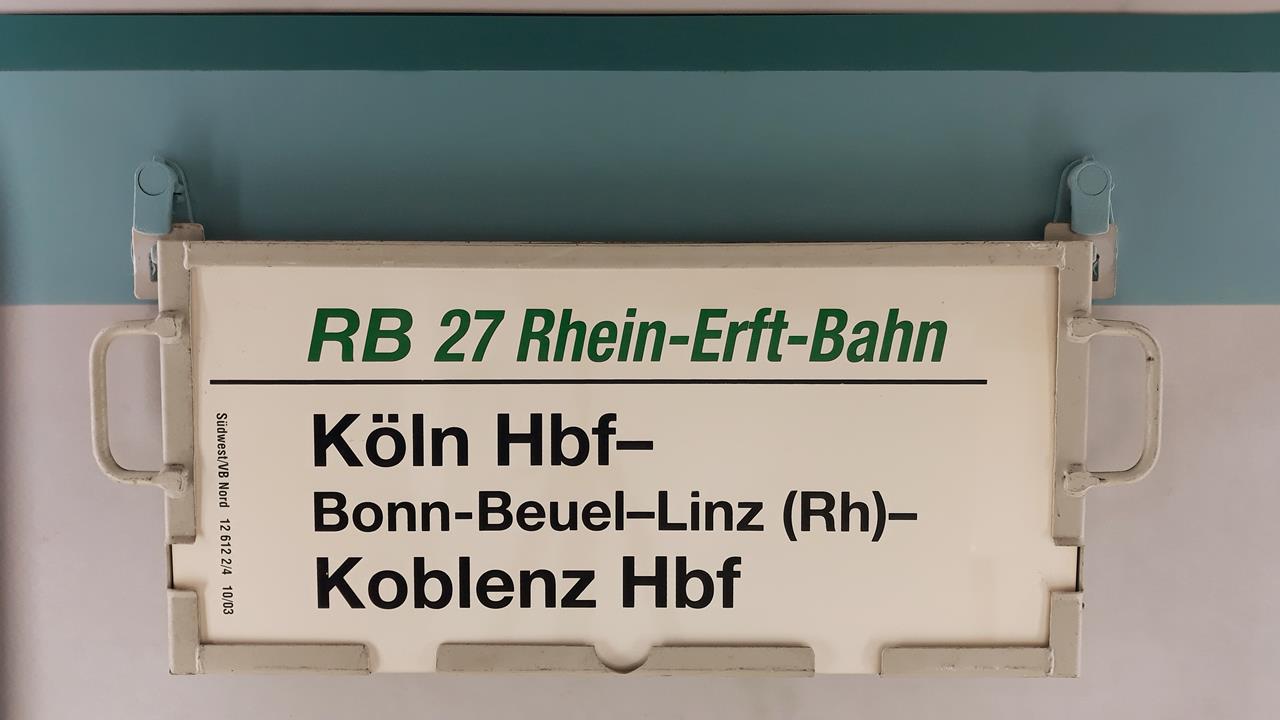 RB 27 Rhein-Erft-Bahn
Köln Hbf–
Bonn-Beuel–Linz (Rh)–
Koblenz Hbf
Südwest/VB Nord 12 612 2/4 10/03